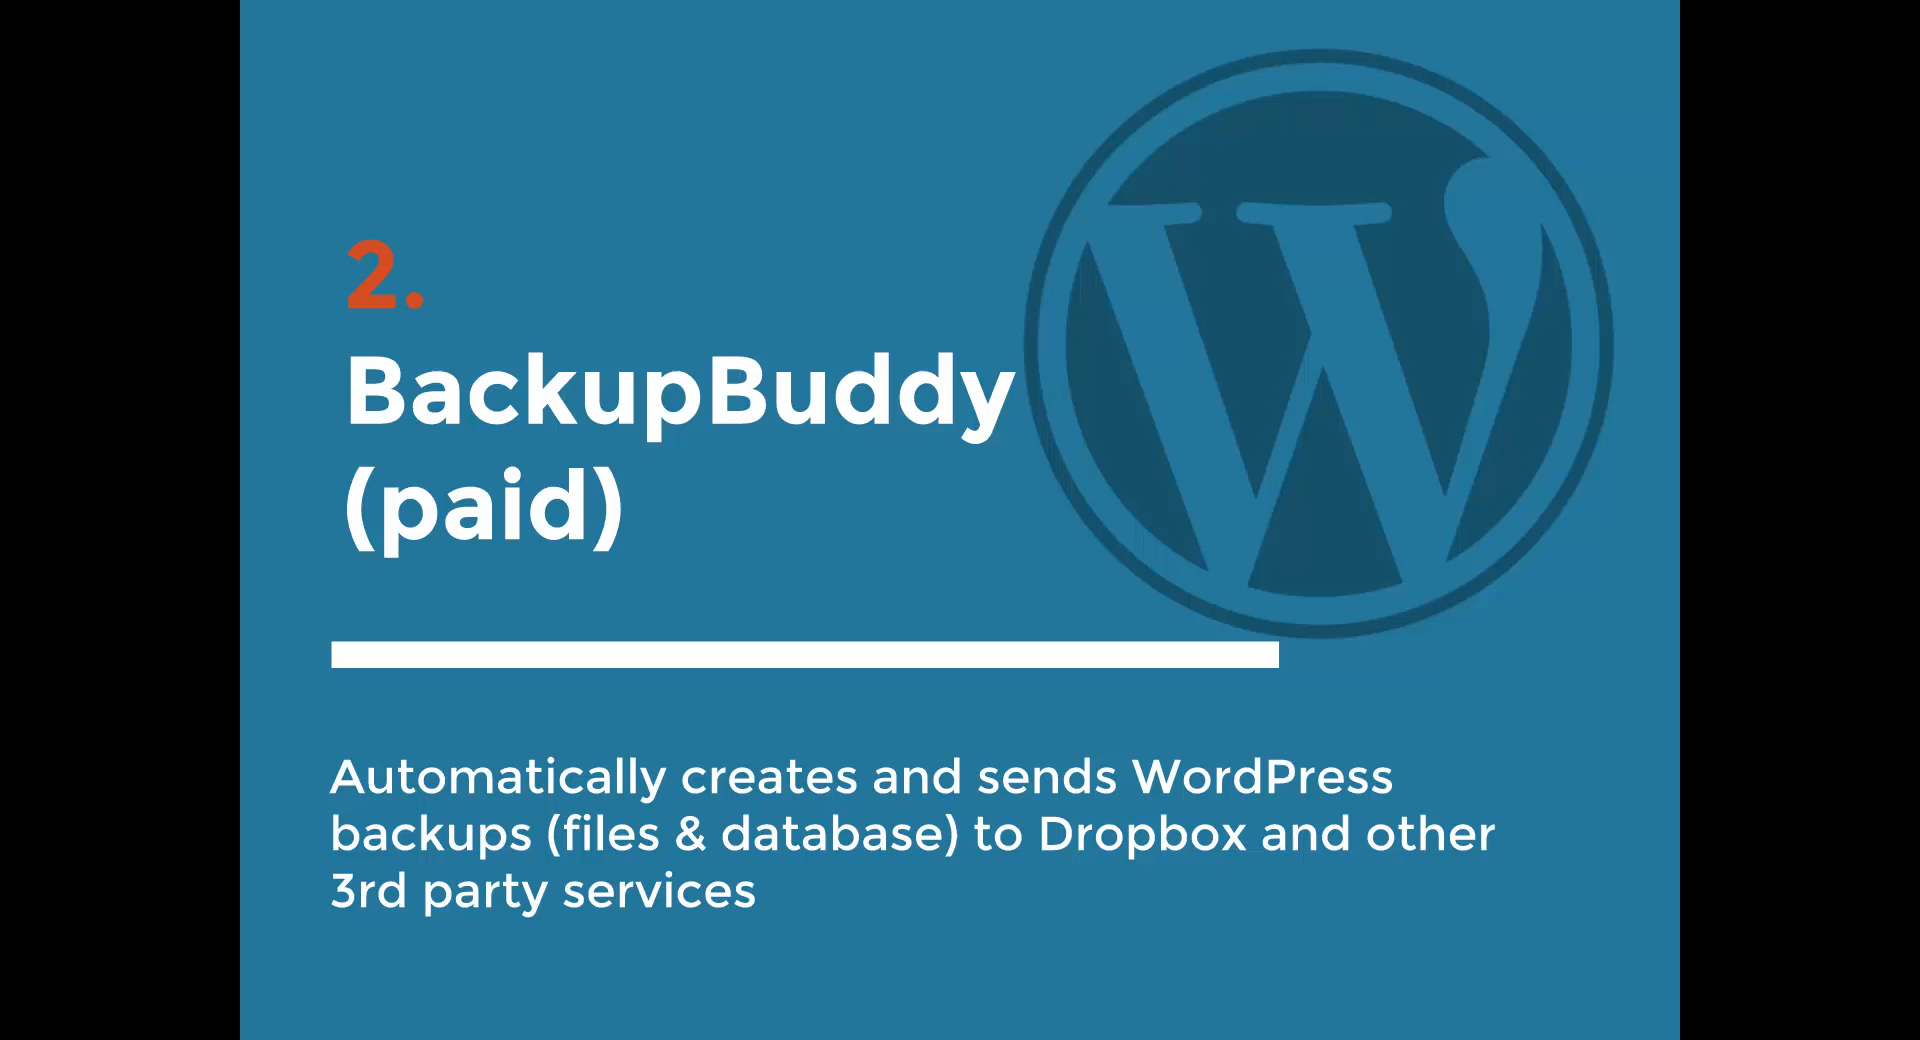 2.
BackupBuddy
(paid)
Automatically creates and sends WordPress
backups (files & database) to Dropbox and other
3rd party services